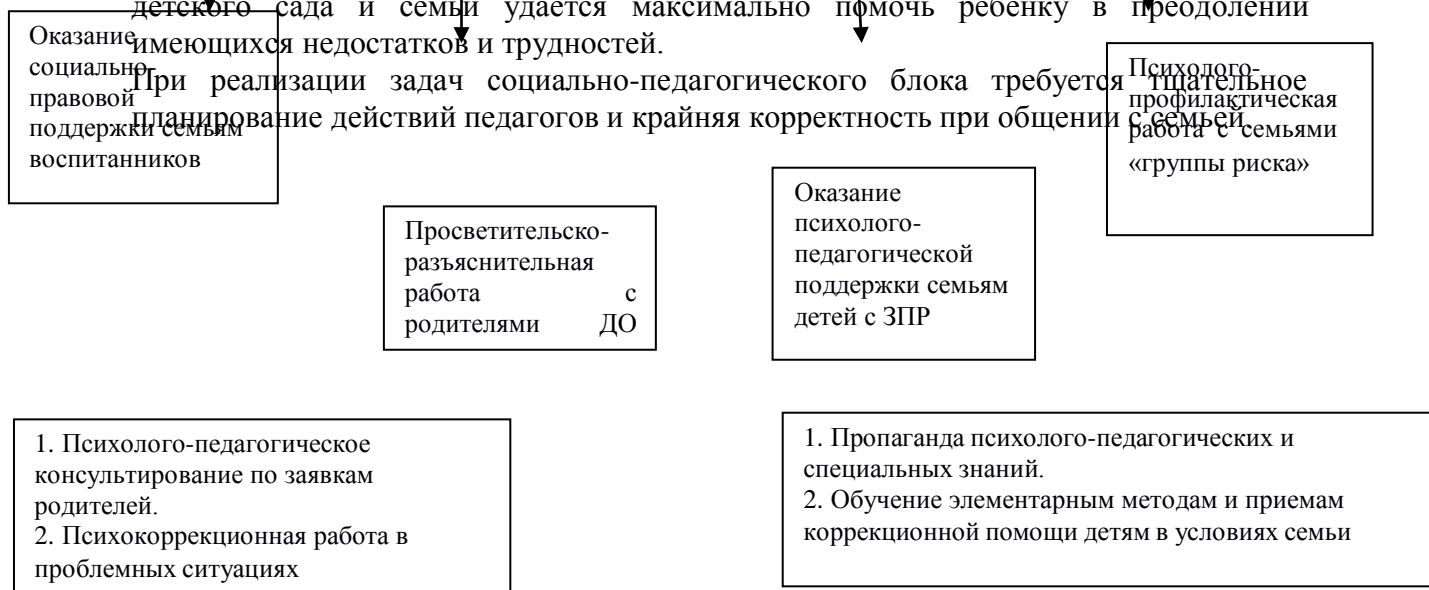 детского сада и семьи удается максимально помочь ребенку в преодолении
имеющихся недостатков и трудностей.
При реализации задач социально-педагогического блока требуется тщательное
планирование действий педагогов и крайняя корректность при общении с семьей.
Оказание
социально-
правовой
поддержки семьям
воспитанников
Просветительско-
разъяснительная
работа с
родителями ДО
Оказание
психолого-
педагогической
поддержки семьям
детей с ЗПР
Психолого-
профилактическая
работа с семьями
«группы риска»
1. Психолого-педагогическое
консультирование по заявкам
родителей.
2. Психокоррекционная работа в
проблемных ситуациях
1. Пропаганда психолого-педагогических и
специальных знаний.
2. Обучение элементарным методам и приемам
коррекционной помощи детям в условиях семьи